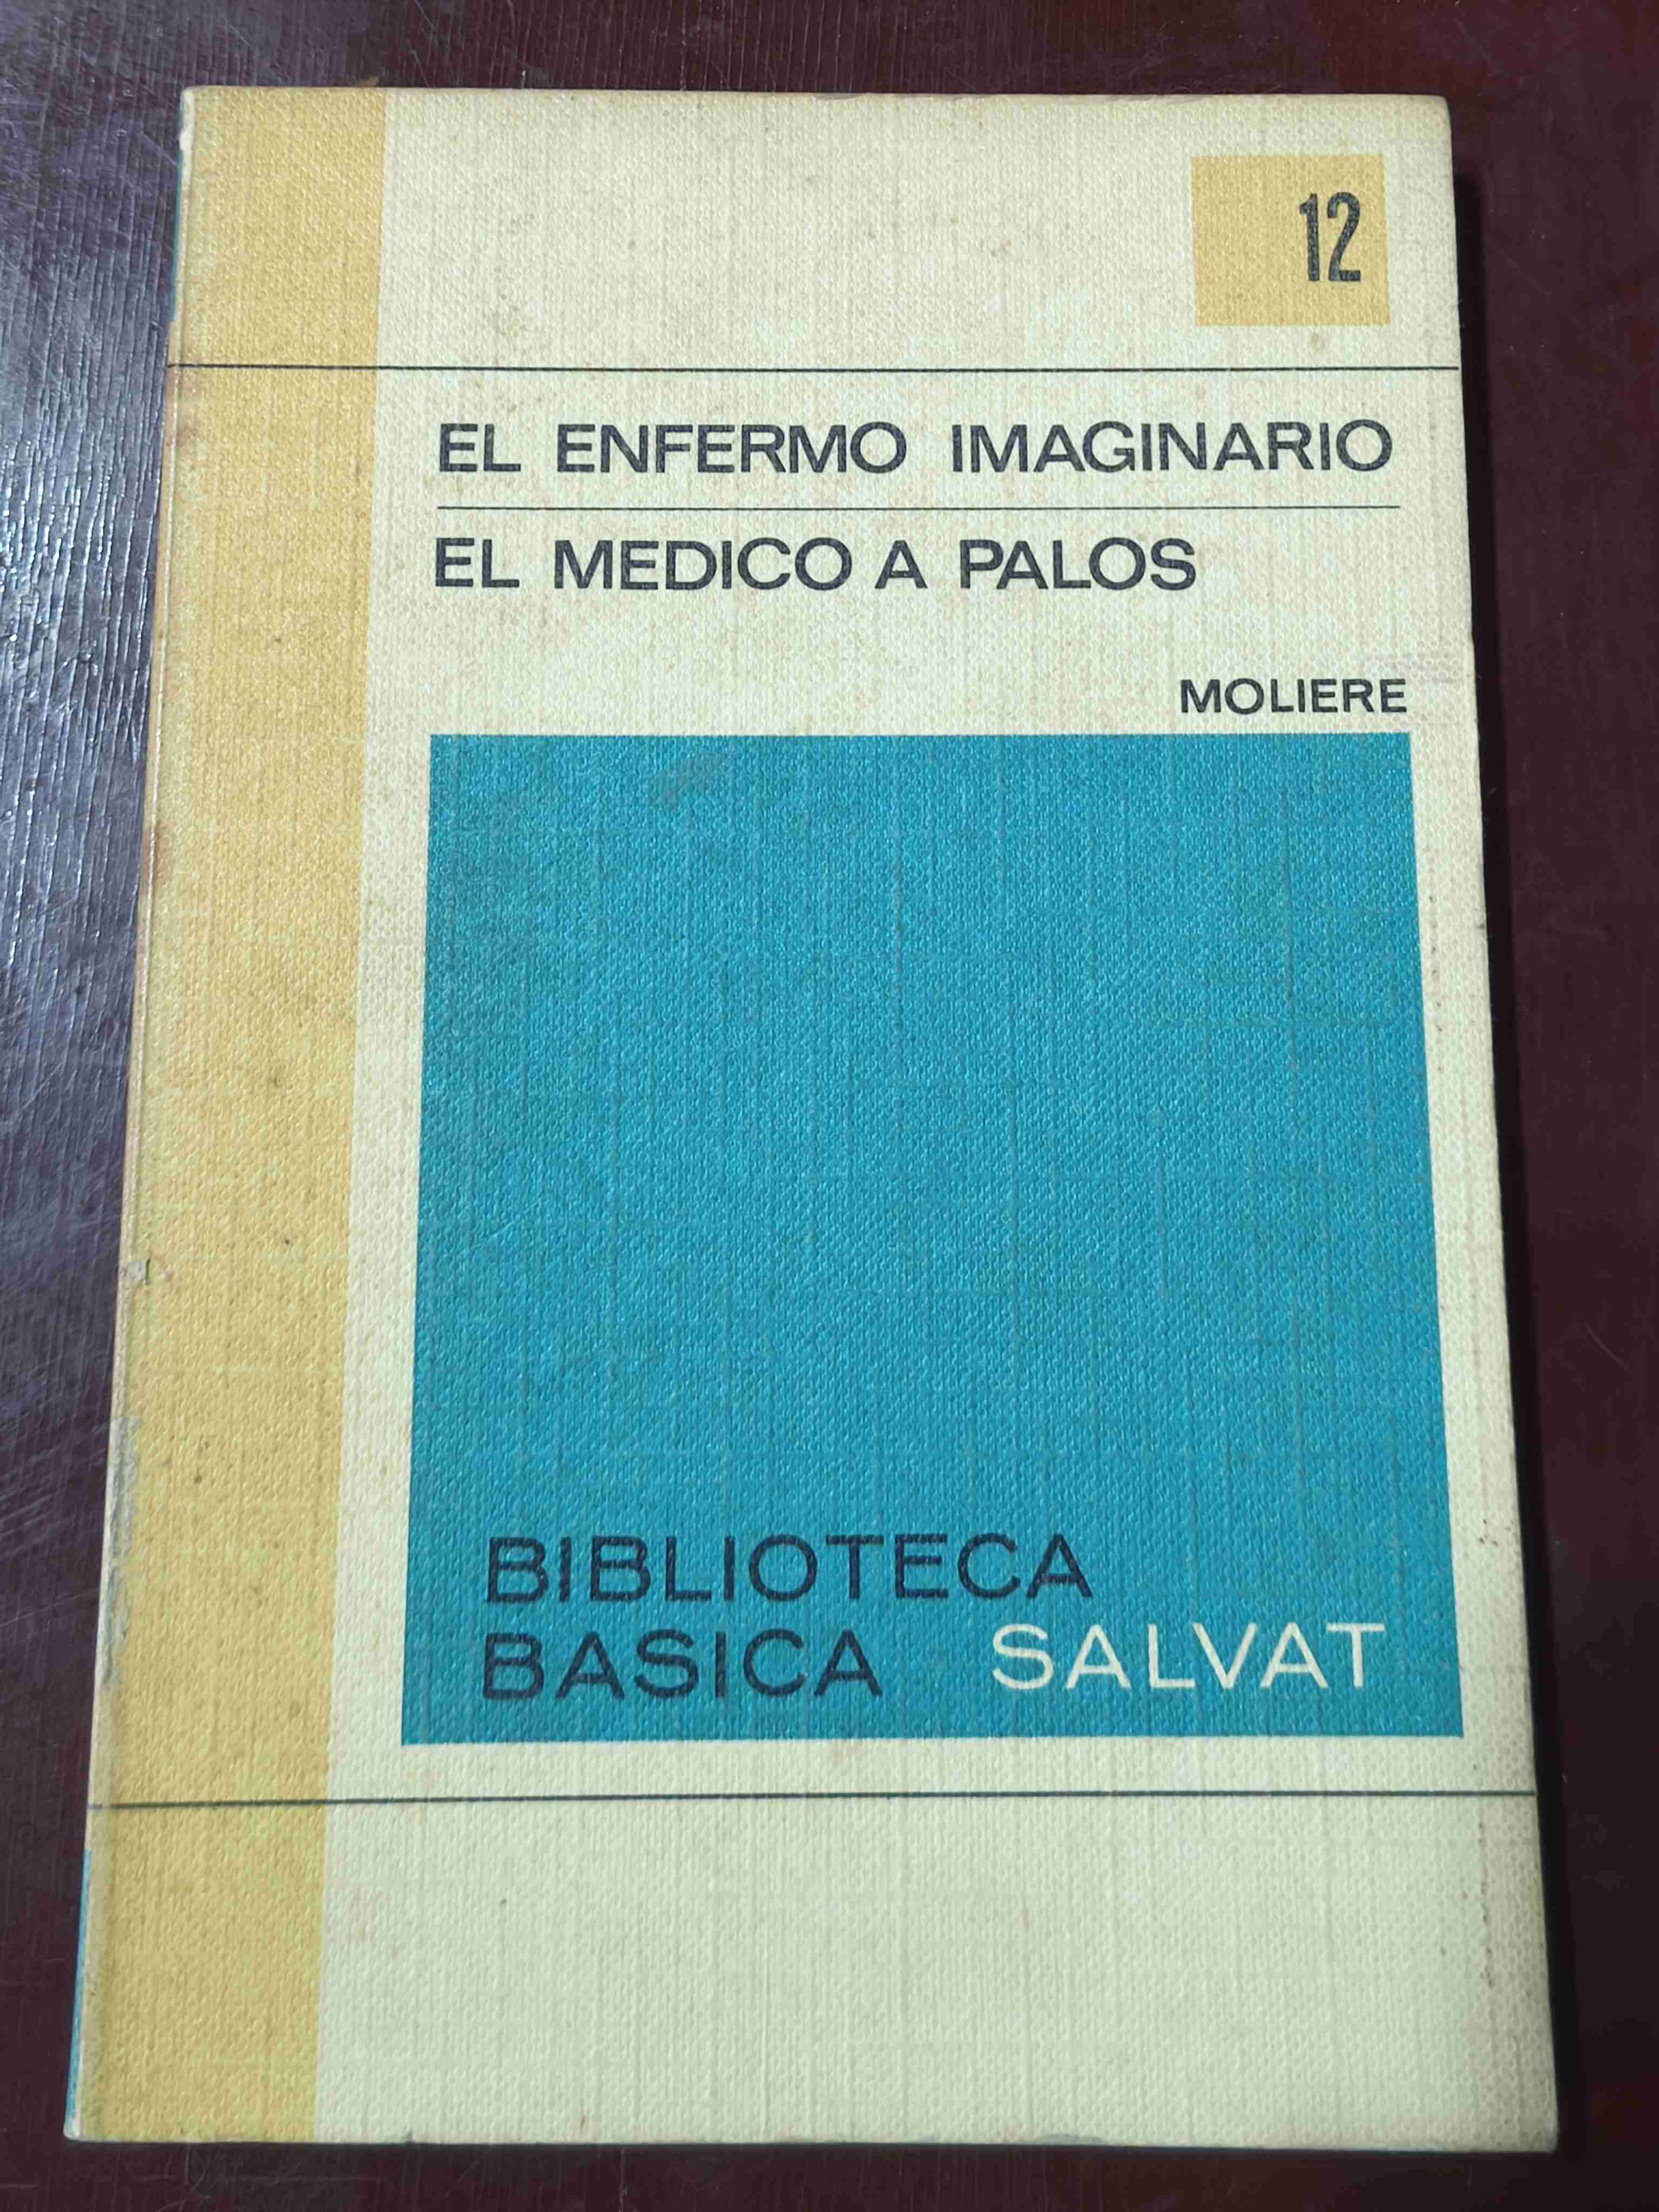 12
EL ENFERMO IMAGINARIO
EL MEDICO A PALOS
MOLIERE
BIBLIOTECA
BASICA SALVAT